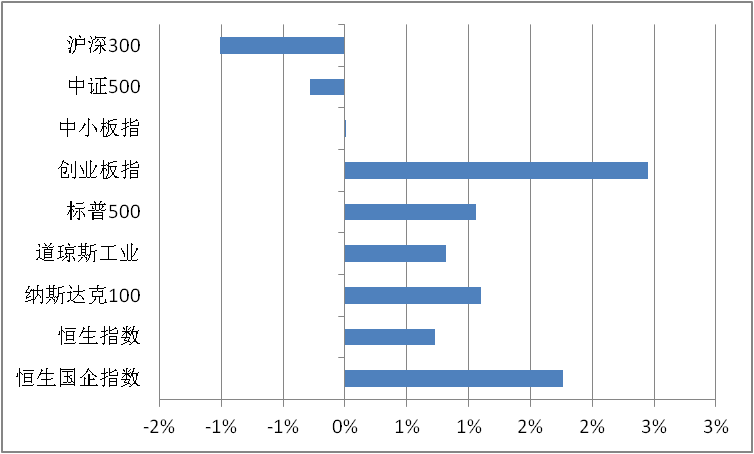 沪深300
中证500
中小板指
创业板指
标普500
道琼斯工业
纳斯达克100
恒生指数
恒生国企指数
-2% -1% -1% 0% 1% 1% 2% 2% 3% 3%